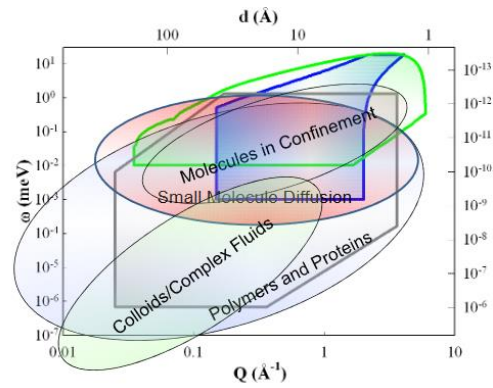 d (Å)
100 10 1
10¹ 10⁻¹³
10⁰ 10⁻¹²
10⁻¹ 10⁻¹¹
10⁻² 10⁻¹⁰
10⁻³ 10⁻⁹
10⁻⁴ 10⁻⁸
10⁻⁵ 10⁻⁷
10⁻⁶ 10⁻⁶
10⁻⁷
ω (meV)
Molecules in Confinement
Small Molecule Diffusion
Colloids/Complex Fluids
Polymers and Proteins
0.01 0.1 1 10
Q (Å⁻¹)